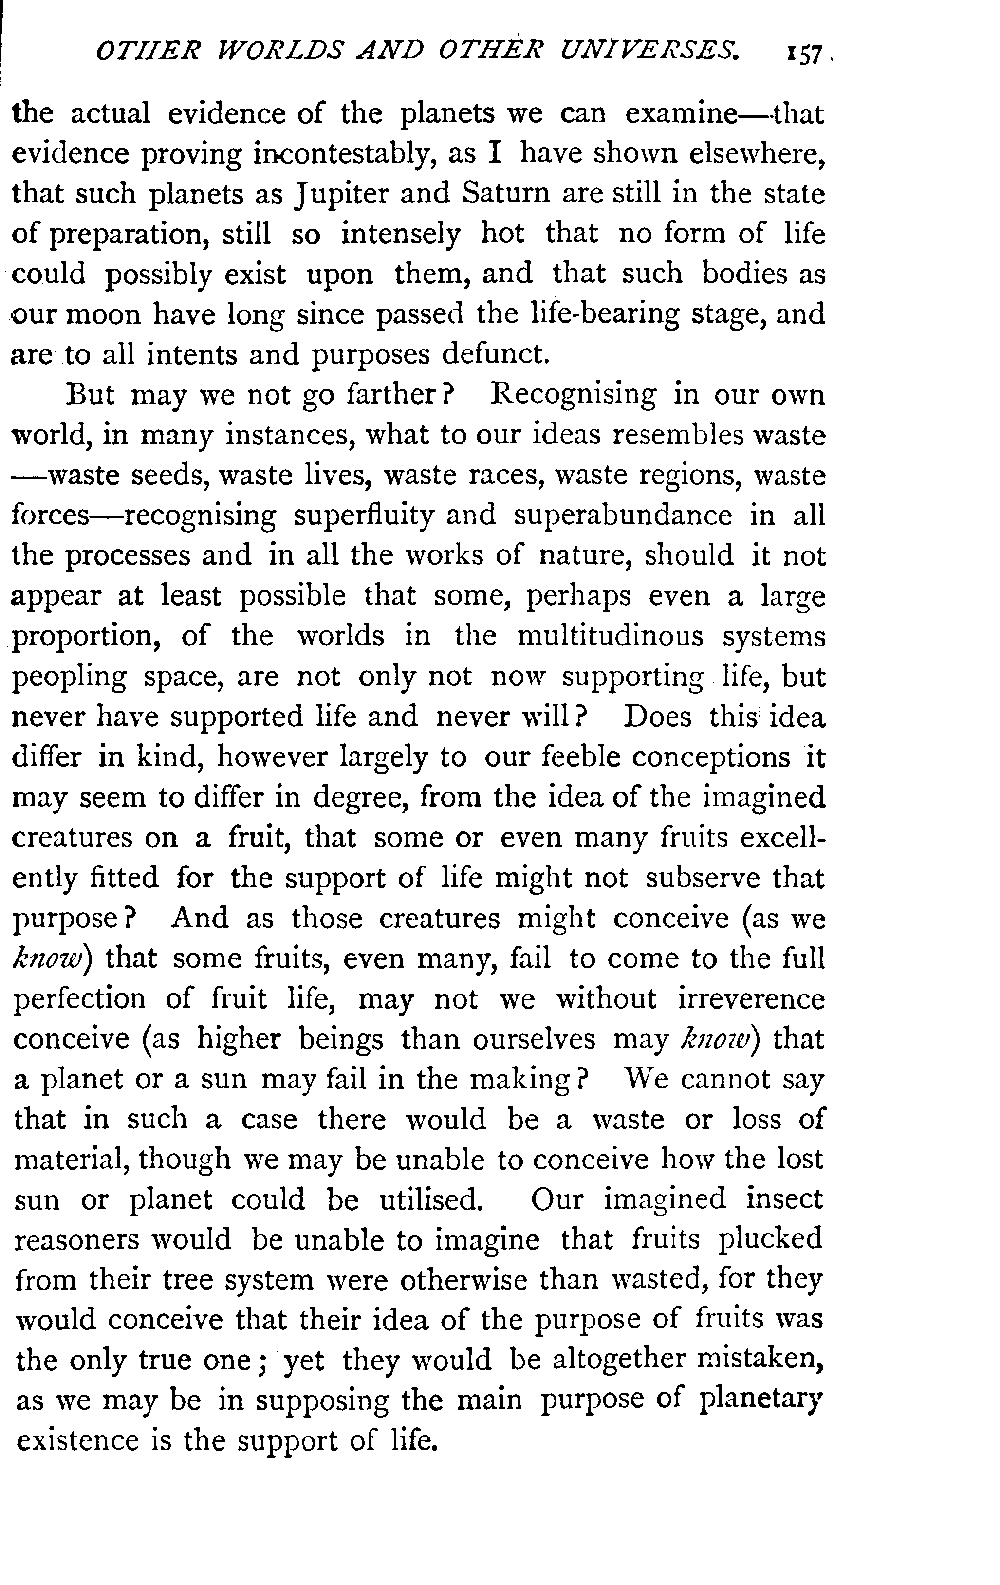 OTHER WORLDS AND OTHER UNIVERSES. 157
the actual evidence of the planets we can examine—that
evidence proving incontestably, as I have shown elsewhere,
that such planets as Jupiter and Saturn are still in the state
of preparation, still so intensely hot that no form of life
could possibly exist upon them, and that such bodies as
our moon have long since passed the life-bearing stage, and
are to all intents and purposes defunct.
But may we not go farther? Recognising in our own
world, in many instances, what to our ideas resembles waste
—waste seeds, waste lives, waste races, waste regions, waste
forces—recognising superfluity and superabundance in all
the processes and in all the works of nature, should it not
appear at least possible that some, perhaps even a large
proportion, of the worlds in the multitudinous systems
peopling space, are not only not now supporting life, but
never have supported life and never will? Does this idea
differ in kind, however largely to our feeble conceptions it
may seem to differ in degree, from the idea of the imagined
creatures on a fruit, that some or even many fruits excell-
ently fitted for the support of life might not subserve that
purpose? And as those creatures might conceive (as we
know) that some fruits, even many, fail to come to the full
perfection of fruit life, may not we without irreverence
conceive (as higher beings than ourselves may know) that
a planet or a sun may fail in the making? We cannot say
that in such a case there would be a waste or loss of
material, though we may be unable to conceive how the lost
sun or planet could be utilised. Our imagined insect
reasoners would be unable to imagine that fruits plucked
from their tree system were otherwise than wasted, for they
would conceive that their idea of the purpose of fruits was
the only true one; yet they would be altogether mistaken,
as we may be in supposing the main purpose of planetary
existence is the support of life.